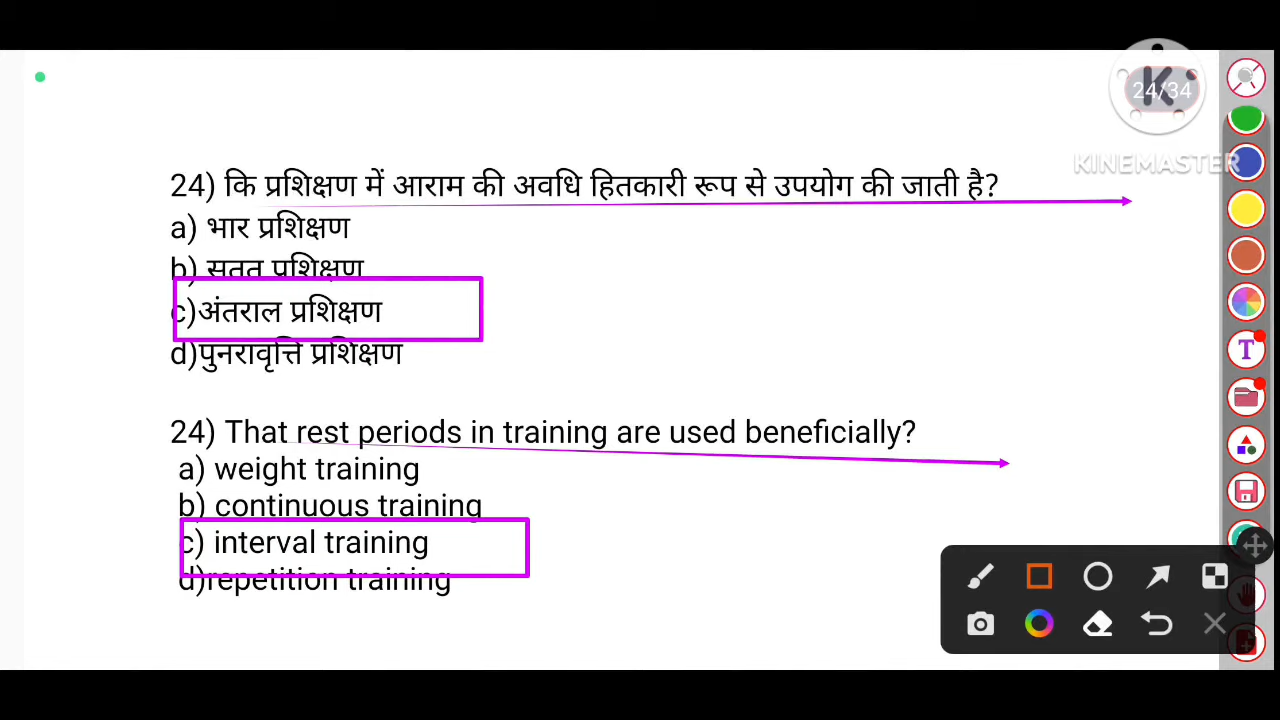 24/34
KINEMASTER
24) कि प्रशिक्षण में आराम की अवधि हितकारी रूप से उपयोग की जाती है?
a) भार प्रशिक्षण
b) सतत प्रशिक्षण
c)अंतराल प्रशिक्षण
d)पुनरावृत्ति प्रशिक्षण
24) That rest periods in training are used beneficially?
a) weight training
b) continuous training
c) interval training
d)repetition training
T